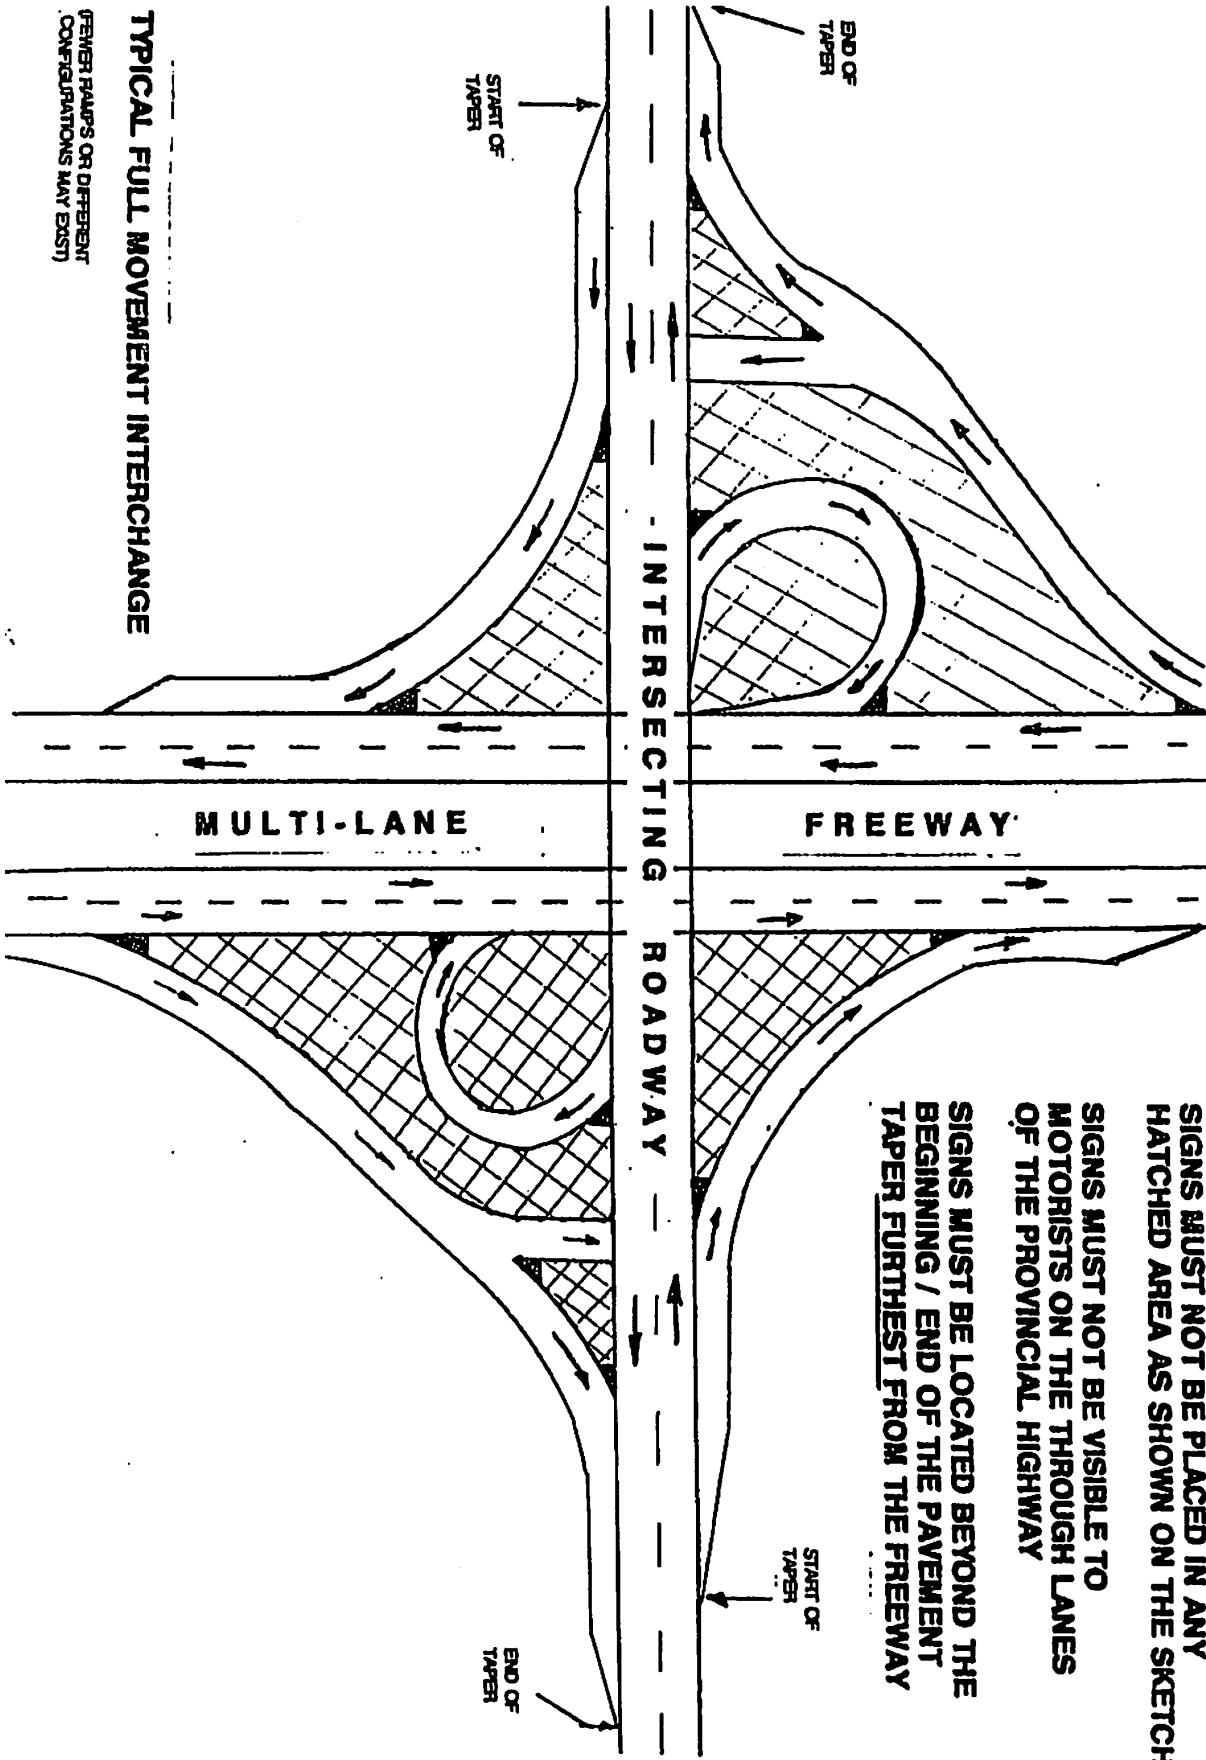 SIGNS MUST NOT BE PLACED IN ANY
HATCHED AREA AS SHOWN ON THE SKETCH
SIGNS MUST NOT BE VISIBLE TO
MOTORISTS ON THE THROUGH LANES
OF THE PROVINCIAL HIGHWAY
SIGNS MUST BE LOCATED BEYOND THE
BEGINNING / END OF THE PAVEMENT
TAPER FURTHEST FROM THE FREEWAY
END OF
TAPER
START OF
TAPER
START OF
TAPER
END OF
TAPER
INTERSECTING ROADWAY
MULTI-LANE
FREEWAY
TYPICAL FULL MOVEMENT INTERCHANGE
(FEWER RAMPS OR DIFFERENT
CONFIGURATIONS MAY EXIST)